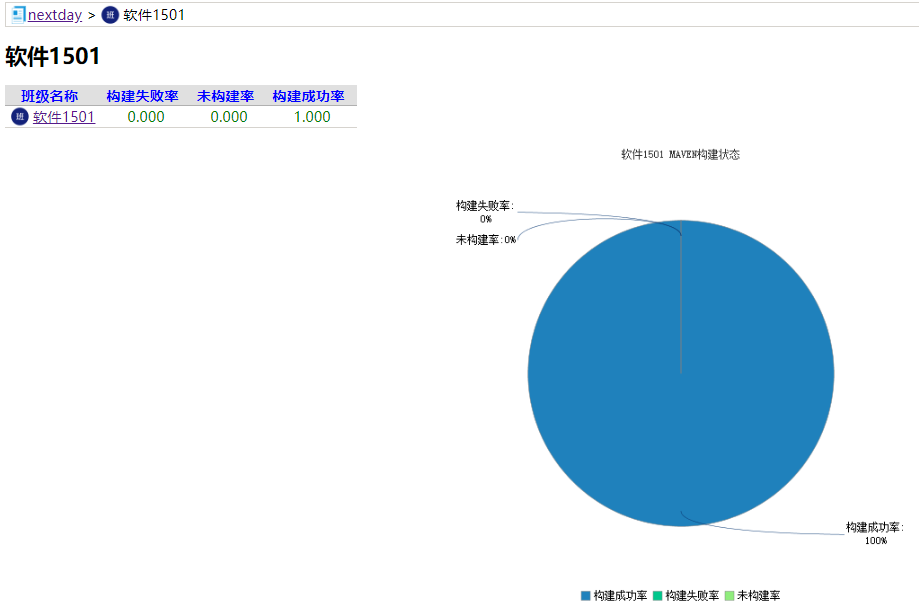 nextday > 班 软件1501
软件1501
班级名称 构建失败率 未构建率 构建成功率
班 软件1501 0.000 0.000 1.000
软件1501 MAVEN构建状态
构建失败率:
0%
未构建率:0%
构建成功率:
100%
构建成功率 构建失败率 未构建率